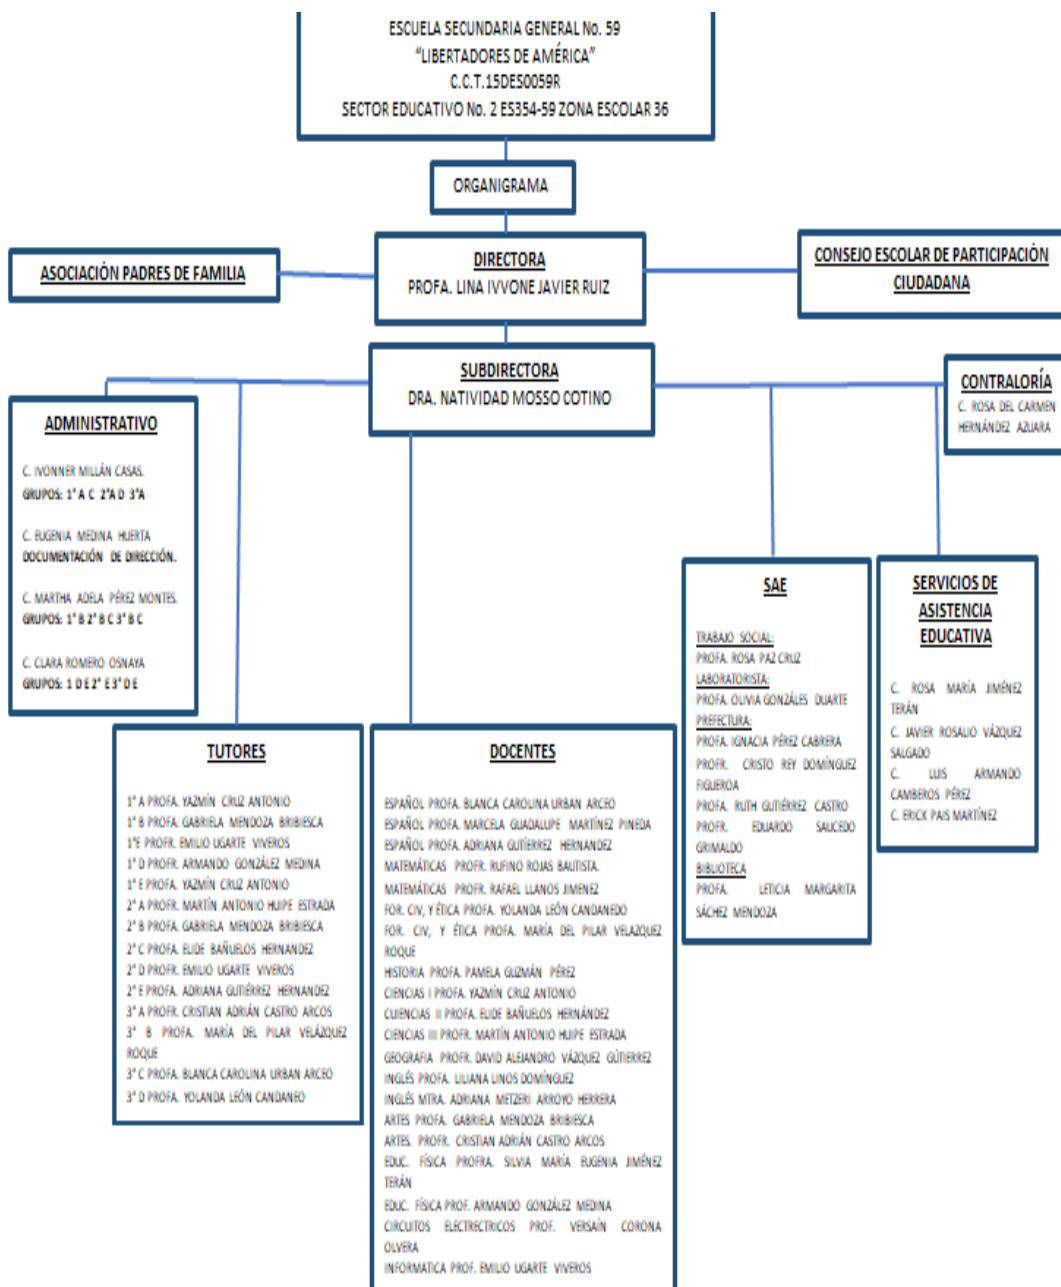 ESCUELA SECUNDARIA GENERAL No. 59
"LIBERTADORES DE AMÉRICA"
C.C.T.15DES0059R
SECTOR EDUCATIVO No. 2 ES354-59 ZONA ESCOLAR 36
ORGANIGRAMA
ASOCIACIÓN PADRES DE FAMILIA
DIRECTORA
PROFA. LINA IVVONE JAVIER RUIZ
CONSEJO ESCOLAR DE PARTICIPACIÓN
CIUDADANA
SUBDIRECTORA
DRA. NATIVIDAD MOSSO COTINO
CONTRALORÍA
C. ROSA DEL CARMEN
HERNÁNDEZ AZUARA
ADMINISTRATIVO
C. IVONNER MILLÁN CASAS.
GRUPOS: 1° A C 2°A D 3°A
C. EUGENIA MEDINA HUERTA
DOCUMENTACIÓN DE DIRECCIÓN.
C. MARTHA ADELA PÉREZ MONTES.
GRUPOS: 1° B 2° B C 3° B C
C. CLARA ROMERO OSNAYA
GRUPOS: 1 D E 2° E 3° D E
SAE
TRABAJO SOCIAL:
PROFA. ROSA PAZ CRUZ
LABORATORISTA:
PROFA. OLIVIA GONZÁLES DUARTE
PREFECTURA:
PROFA. IGNACIA PÉREZ CABRERA
PROFR. CRISTO REY DOMÍNGUEZ
FIGUEROA
PROFA. RUTH GUTIÉRREZ CASTRO
PROFR. EDUARDO SAUCEDO
GRIMALDO
BIBLIOTECA
PROFA. LETICIA MARGARITA
SÁCHEZ MENDOZA
SERVICIOS DE
ASISTENCIA
EDUCATIVA
C. ROSA MARÍA JIMÉNEZ
TERÁN
C. JAVIER ROSALIO VÁZQUEZ
SALGADO
C. LUIS ARMANDO
CAMBEROS PÉREZ
C. ERICK PAIS MARTÍNEZ
TUTORES
1° A PROFA. YAZMÍN CRUZ ANTONIO
1° B PROFA. GABRIELA MENDOZA BRIBIESCA
1°E PROFR. EMILIO UGARTE VIVEROS
1° D PROFR. ARMANDO GONZÁLEZ MEDINA
1° E PROFA. YAZMÍN CRUZ ANTONIO
2° A PROFR. MARTÍN ANTONIO HUIPE ESTRADA
2° B PROFA. GABRIELA MENDOZA BRIBIESCA
2° C PROFA. ELIDE BAÑUELOS HERNANDEZ
2° D PROFR. EMILIO UGARTE VIVEROS
2° E PROFA. ADRIANA GUTIÉRREZ HERNANDEZ
3° A PROFR. CRISTIAN ADRIÁN CASTRO ARCOS
3° B PROFA. MARÍA DEL PILAR VELÁZQUEZ
ROQUE
3° C PROFA. BLANCA CAROLINA URBAN ARCEO
3° D PROFA. YOLANDA LEÓN CANDANEO
DOCENTES
ESPAÑOL PROFA. BLANCA CAROLINA URBAN ARCEO
ESPAÑOL PROFA. MARCELA GUADALUPE MARTÍNEZ PINEDA
ESPAÑOL PROFA. ADRIANA GUTÍERREZ HERNANDEZ
MATEMÁTICAS PROFR. RUFINO ROJAS BAUTISTA.
MATEMÁTICAS PROFR. RAFAEL LLANOS JIMENEZ
FOR. CIV, Y ÉTICA PROFA. YOLANDA LEÓN CANDANEDO
FOR. CIV, Y ÉTICA PROFA. MARÍA DEL PILAR VELAZQUEZ
ROQUE
HISTORIA PROFA. PAMELA GUZMÁN PÉREZ
CIENCIAS I PROFA. YAZMÍN CRUZ ANTONIO
CUIENCIAS II PROFA. ELIDE BAÑUELOS HERNÁNDEZ
CIENCIAS III PROFR. MARTÍN ANTONIO HUIPE ESTRADA
GEOGRAFIA PROFR. DAVID ALEJANDRO VÁZQUEZ GÚTIERREZ
INGLÉS PROFA. LILIANA LINOS DOMÍNGUEZ
INGLÉS MTRA. ADRIANA METZERI ARROYO HERRERA
ARTES PROFA. GABRIELA MENDOZA BRIBIESCA
ARTES. PROFR. CRISTIAN ADRIÁN CASTRO ARCOS
EDUC. FÍSICA PROFRA. SILVIA MARÍA EUGENIA JIMÉNEZ
TERÁN
EDUC. FÍSICA PROF. ARMANDO GONZÁLEZ MEDINA
CIRCUITOS ELECTRECTRICOS PROF. VERSAÍN CORONA
OLVERA
INFORMATICA PROF. EMILIO UGARTE VIVEROS